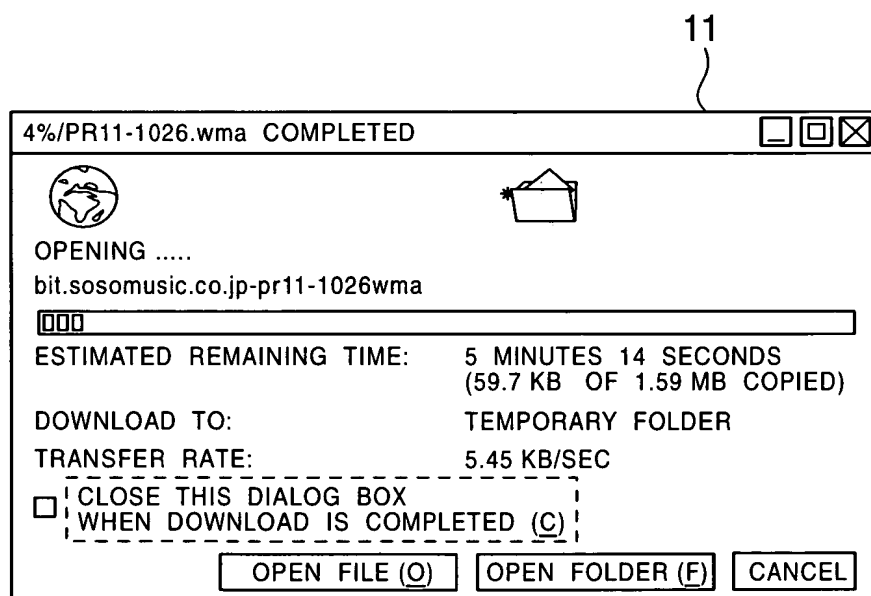 11
4%/PR11-1026.wma COMPLETED
OPENING .....
bit.sosomusic.co.jp-pr11-1026wma
ESTIMATED REMAINING TIME: 5 MINUTES 14 SECONDS
(59.7 KB OF 1.59 MB COPIED)
DOWNLOAD TO: TEMPORARY FOLDER
TRANSFER RATE: 5.45 KB/SEC
CLOSE THIS DIALOG BOX
WHEN DOWNLOAD IS COMPLETED (C)
OPEN FILE (O) OPEN FOLDER (F) CANCEL